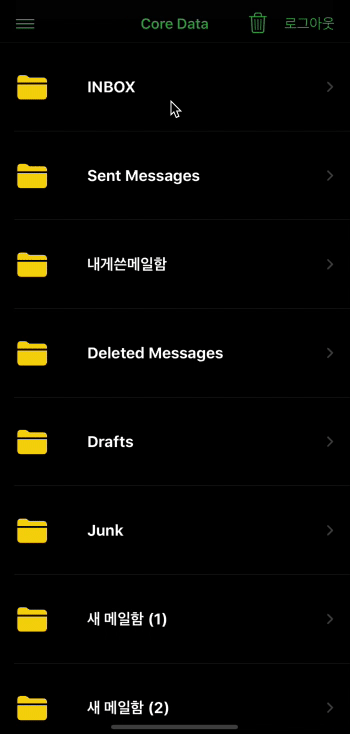 Core Data
로그아웃
INBOX
Sent Messages
내게쓴메일함
Deleted Messages
Drafts
Junk
새 메일함 (1)
새 메일함 (2)